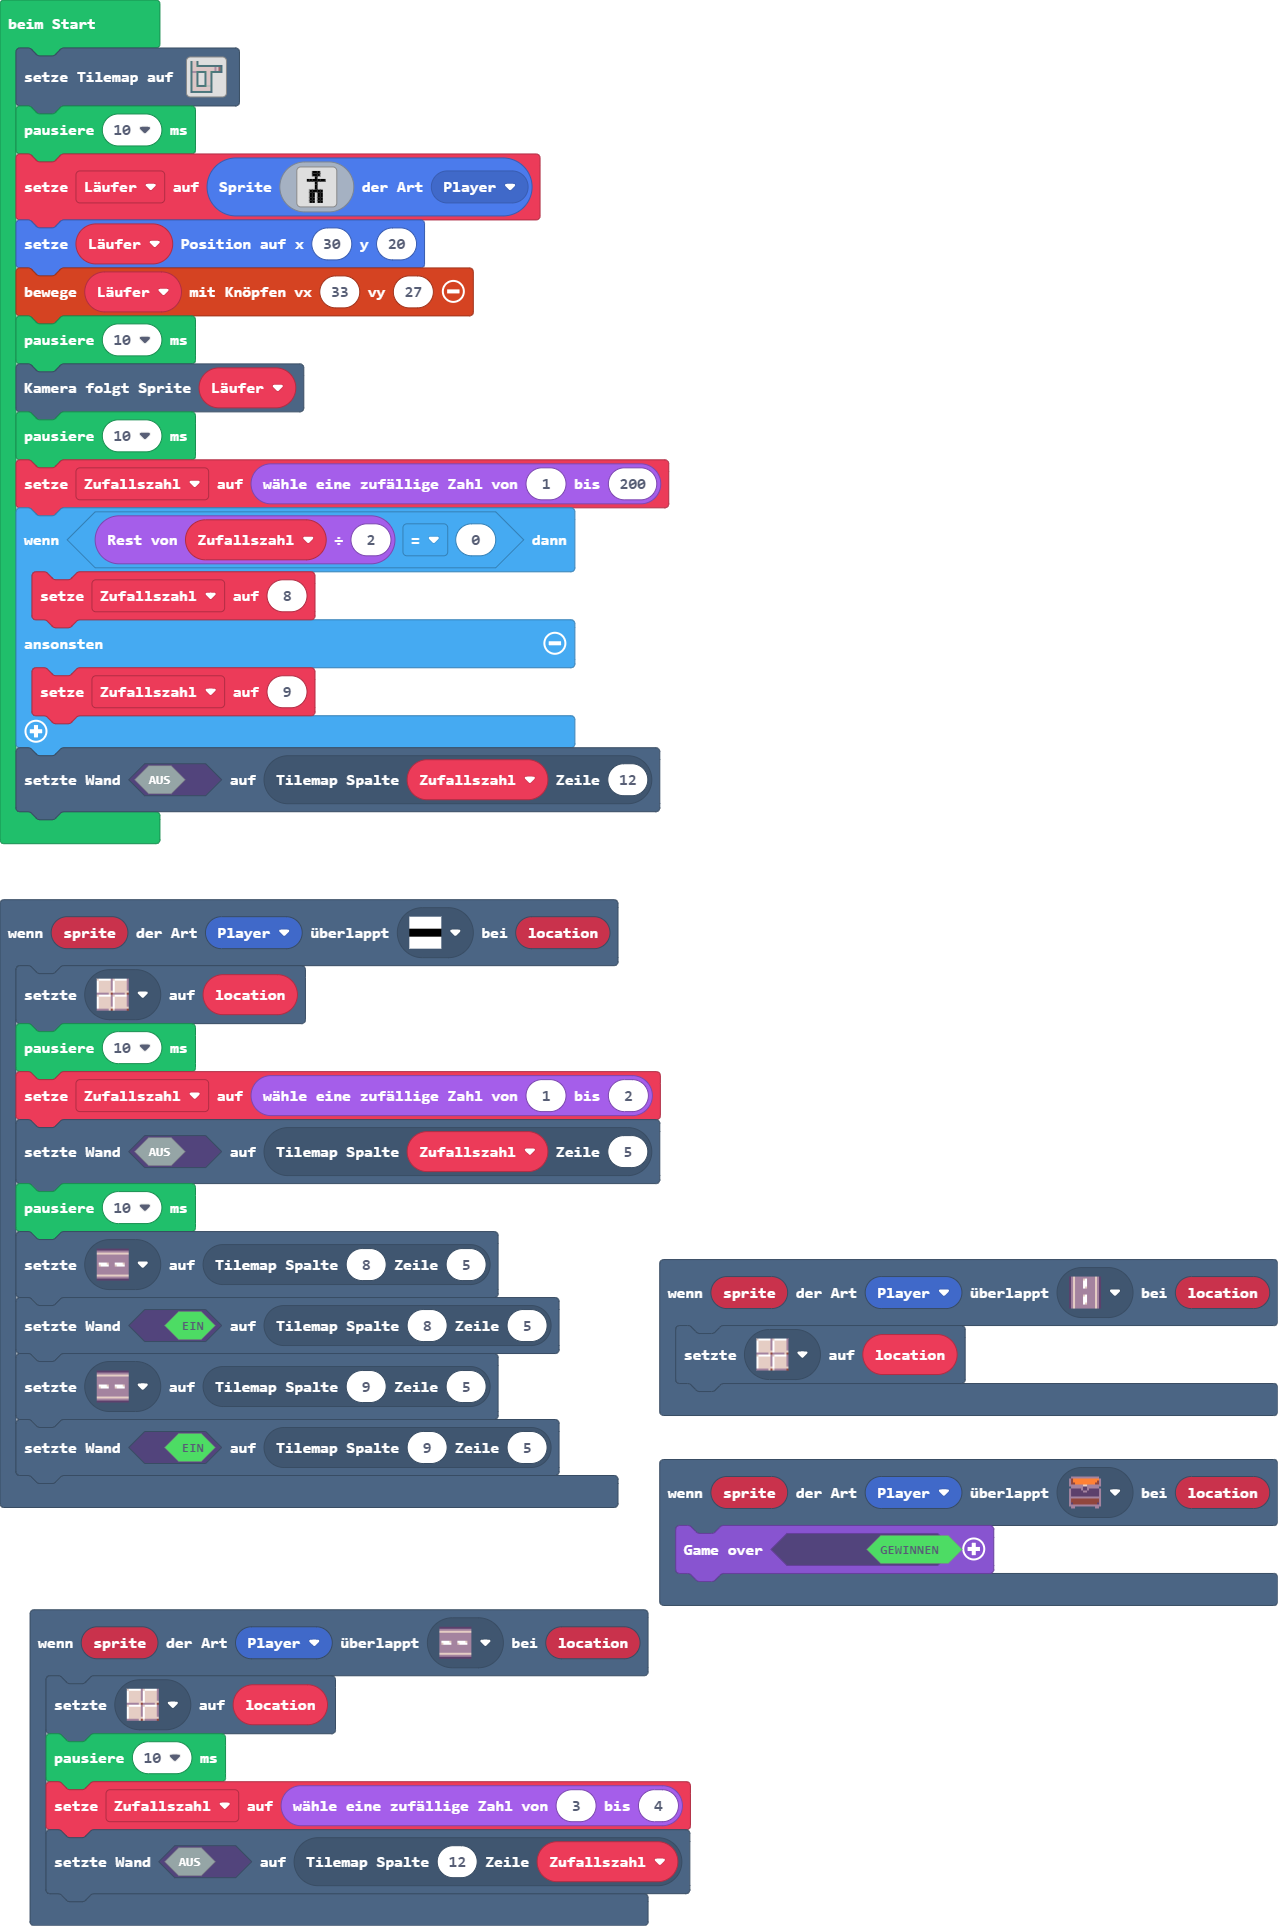 beim Start
setze Tilemap auf
pausiere 10 ms
setze Läufer auf Sprite der Art Player
setze Läufer Position auf x 30 y 20
bewege Läufer mit Knöpfen vx 33 vy 27
pausiere 10 ms
Kamera folgt Sprite Läufer
pausiere 10 ms
setze Zufallszahl auf wähle eine zufällige Zahl von 1 bis 200
wenn Rest von Zufallszahl ÷ 2 = 0 dann
setze Zufallszahl auf 8
ansonsten
setze Zufallszahl auf 9
setzte Wand AUS auf Tilemap Spalte Zufallszahl Zeile 12
wenn sprite der Art Player überlappt bei location
setzte auf location
pausiere 10 ms
setze Zufallszahl auf wähle eine zufällige Zahl von 1 bis 2
setzte Wand AUS auf Tilemap Spalte Zufallszahl Zeile 5
pausiere 10 ms
setzte auf Tilemap Spalte 8 Zeile 5
setzte Wand EIN auf Tilemap Spalte 8 Zeile 5
setzte auf Tilemap Spalte 9 Zeile 5
setzte Wand EIN auf Tilemap Spalte 9 Zeile 5
wenn sprite der Art Player überlappt bei location
setzte auf location
wenn sprite der Art Player überlappt bei location
Game over GEWINNEN
wenn sprite der Art Player überlappt bei location
setzte auf location
pausiere 10 ms
setze Zufallszahl auf wähle eine zufällige Zahl von 3 bis 4
setzte Wand AUS auf Tilemap Spalte 12 Zeile Zufallszahl